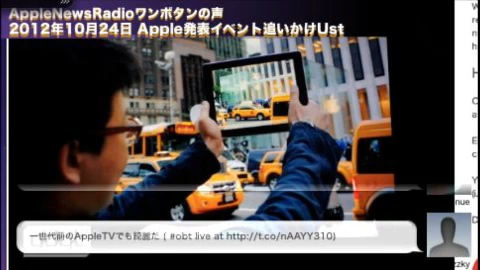 AppleNewsRadioワンボタンの声
2012年10月24日 Apple発表イベント追いかけUst
一世代前のAppleTVでも綺麗だ ( #obt live at http://t.co/nAAYY310)